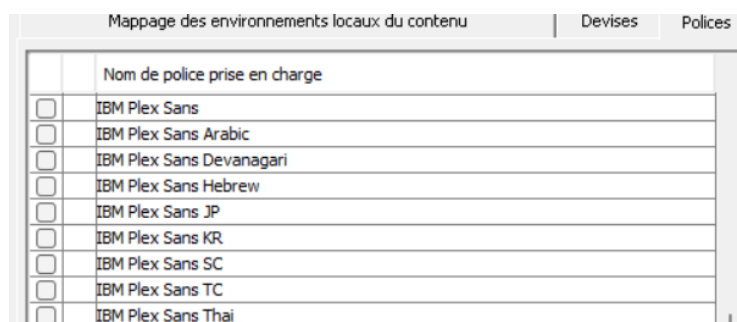 Mappage des environnements locaux du contenu
Devises
Polices
Nom de police prise en charge
IBM Plex Sans
IBM Plex Sans Arabic
IBM Plex Sans Devanagari
IBM Plex Sans Hebrew
IBM Plex Sans JP
IBM Plex Sans KR
IBM Plex Sans SC
IBM Plex Sans TC
IBM Plex Sans Thai